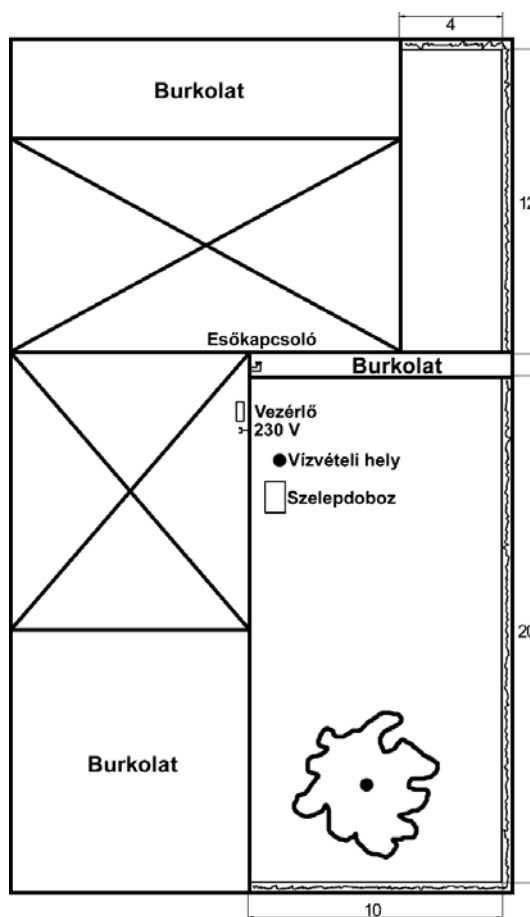 4
Burkolat
12
Esőkapcsoló
Burkolat
Vezérlő
230 V
Vízvételi hely
Szelepdoboz
20
Burkolat
10